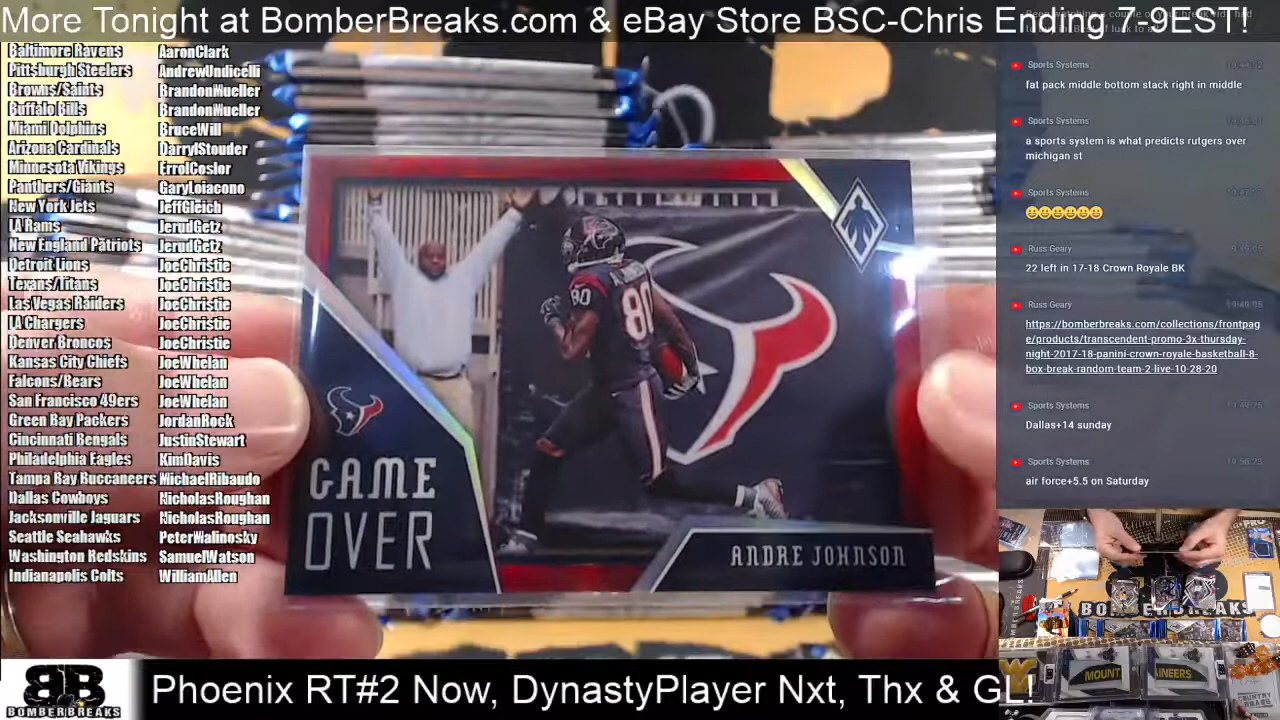 More Tonight at BomberBreaks.com & eBay Store BSC-Chris Ending 7-9EST!
Baltimore Ravens AaronClark
Pittsburgh Steelers AndrewUndicelli
Browns/Saints BrandonMueller
Buffalo Bills BrandonMueller
Miami Dolphins BruceWill
Arizona Cardinals DarrylStouder
Minnesota Vikings ErrolCoslor
Panthers/Giants GaryLoiacono
New York Jets JeffGleich
LA Rams JerudGetz
New England Patriots JerudGetz
Detroit Lions JoeChristie
Texans/Titans JoeChristie
Las Vegas Raiders JoeChristie
LA Chargers JoeChristie
Denver Broncos JoeChristie
Kansas City Chiefs JoeWhelan
Falcons/Bears JoeWhelan
San Francisco 49ers JoeWhelan
Green Bay Packers JordanRock
Cincinnati Bengals JustinStewart
Philadelphia Eagles KimDavis
Tampa Bay Buccaneers MichaelRibaudo
Dallas Cowboys NicholasRoughan
Jacksonville Jaguars NicholasRoughan
Seattle Seahawks PeterWalinosky
Washington Redskins SamuelWatson
Indianapolis Colts WilliamAllen
80
80
GAME
OVER
ANDRE JOHNSON
Sports Systems
fat pack middle bottom stack right in middle
Sports Systems
a sports system is what predicts rutgers over
michigan st
Sports Systems
Russ Geary
22 left in 17-18 Crown Royale BK
Russ Geary
https://bomberbreaks.com/collections/frontpag
e/products/transcendent-promo-3x-thursday-
night-2017-18-panini-crown-royale-basketball-8-
box-break-random-team-2-live-10-28-20
Sports Systems
Dallas+14 sunday
Sports Systems
air force+5.5 on Saturday
BOMBERBREAKS
MOUNT AINEERS
BOMBERBREAKS
Phoenix RT#2 Now, DynastyPlayer Nxt, Thx & GL!